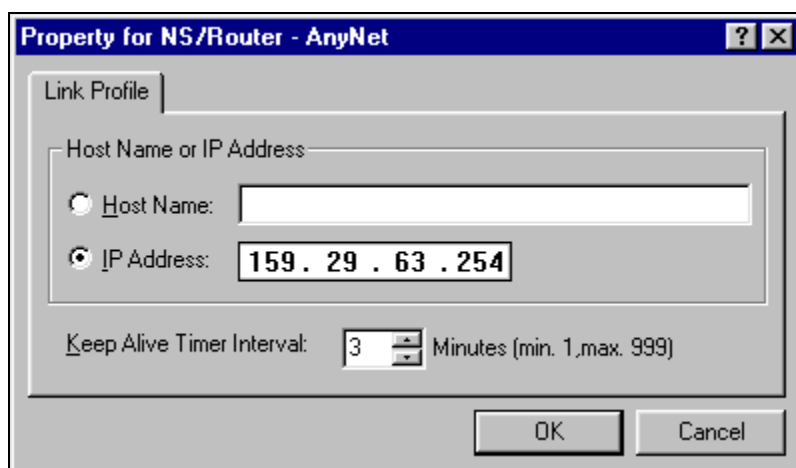 Property for NS/Router - AnyNet
Link Profile
Host Name or IP Address
Host Name:
IP Address: 159 . 29 . 63 .254
Keep Alive Timer Interval: 3 Minutes (min. 1,max. 999)
OK Cancel